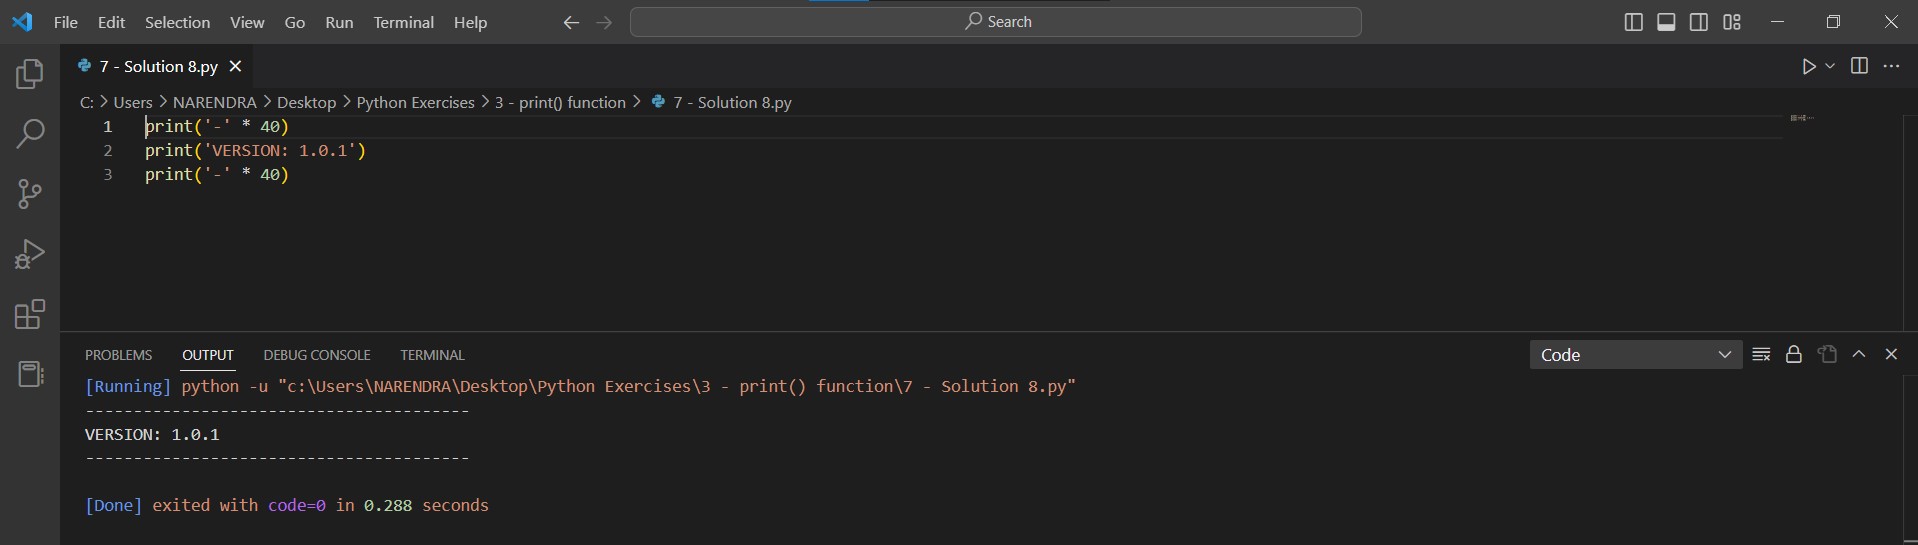 File Edit Selection View Go Run Terminal Help Search
7 - Solution 8.py
C: > Users > NARENDRA > Desktop > Python Exercises > 3 - print() function > 7 - Solution 8.py
1 print('-' * 40)
2 print('VERSION: 1.0.1')
3 print('-' * 40)
PROBLEMS OUTPUT DEBUG CONSOLE TERMINAL Code
[Running] python -u "c:\Users\NARENDRA\Desktop\Python Exercises\3 - print() function\7 - Solution 8.py"
----------------------------------------
VERSION: 1.0.1
----------------------------------------
[Done] exited with code=0 in 0.288 seconds